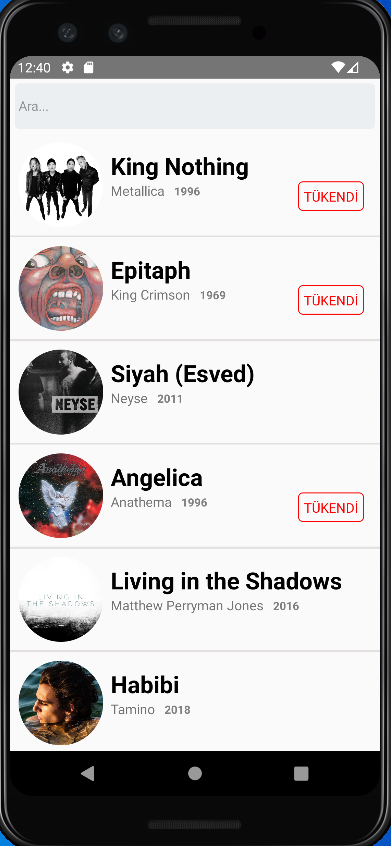 12:40
Ara...
King Nothing
Metallica 1996
TÜKENDİ
Epitaph
King Crimson 1969
TÜKENDİ
Siyah (Esved)
Neyse 2011
NEYSE
Angelica
Anathema 1996
TÜKENDİ
Anathema
Living in the Shadows
Matthew Perryman Jones 2016
LIVING IN
THE SHADOWS
Habibi
Tamino 2018